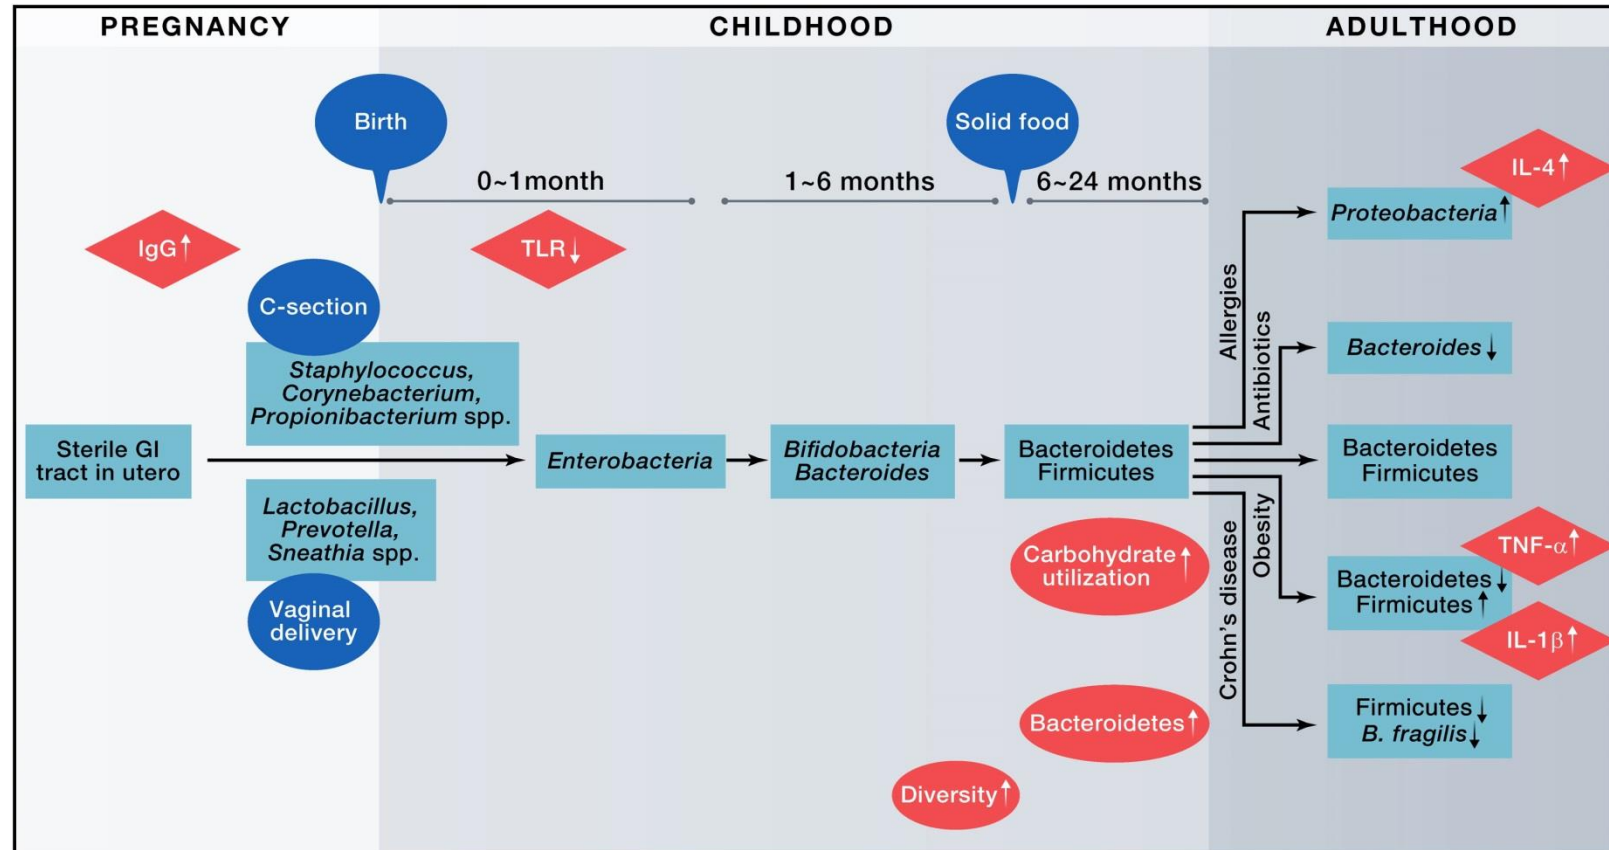 PREGNANCY
CHILDHOOD
ADULTHOOD
Birth
Solid food
0~1month
1~6 months
6~24 months
IgG↑
TLR↓
IL-4↑
Proteobacteria↑
C-section
Staphylococcus,
Corynebacterium,
Propionibacterium spp.
Allergies
Antibiotics
Bacteroides↓
Sterile GI
tract in utero
Enterobacteria
Bifidobacteria
Bacteroides
Bacteroidetes
Firmicutes
Bacteroidetes
Firmicutes
Lactobacillus,
Prevotella,
Sneathia spp.
Vaginal
delivery
Carbohydrate↑
utilization
Crohn's disease
Obesity
TNF-α↑
Bacteroidetes↓
Firmicutes↑
IL-1β↑
Bacteroidetes↑
Firmicutes↓
B. fragilis↓
Diversity↑